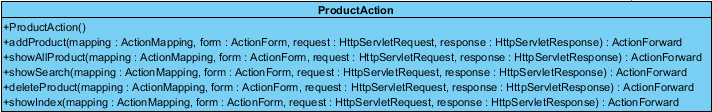 ProductAction
+ProductAction()
+addProduct(mapping : ActionMapping, form : ActionForm, request : HttpServletRequest, response : HttpServletResponse) : ActionForward
+showAllProduct(mapping : ActionMapping, form : ActionForm, request : HttpServletRequest, response : HttpServletResponse) : ActionForward
+showSearch(mapping : ActionMapping, form : ActionForm, request : HttpServletRequest, response : HttpServletResponse) : ActionForward
+deleteProduct(mapping : ActionMapping, form : ActionForm, request : HttpServletRequest, response : HttpServletResponse) : ActionForward
+showIndex(mapping : ActionMapping, form : ActionForm, request : HttpServletRequest, response : HttpServletResponse) : ActionForward